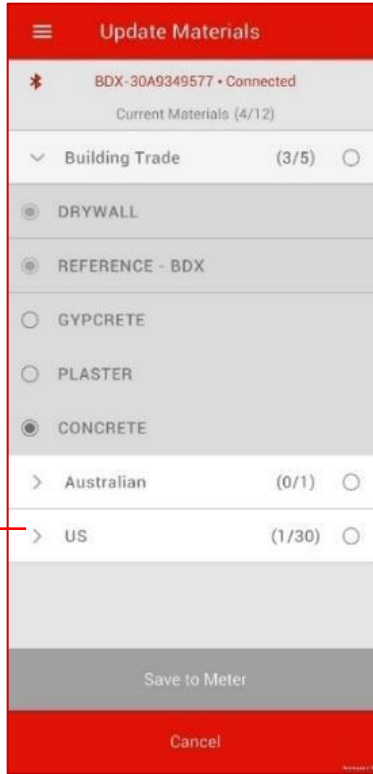 Update Materials
BDX-30A9349577 • Connected
Current Materials (4/12)
Building Trade (3/5)
DRYWALL
REFERENCE - BDX
GYPCRETE
PLASTER
CONCRETE
Australian (0/1)
US (1/30)
Save to Meter
Cancel